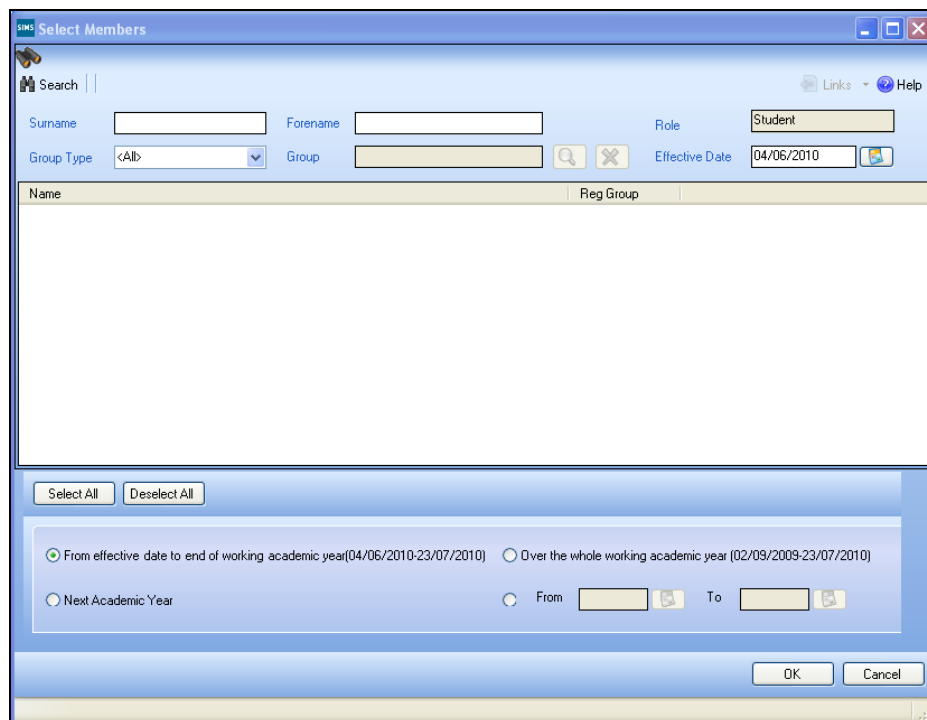 SIMS Select Members
Search Links Help
Surname Forename Role Student
Group Type <All> Group Effective Date 04/06/2010
Name Reg Group
Select All Deselect All
From effective date to end of working academic year(04/06/2010-23/07/2010) Over the whole working academic year (02/09/2009-23/07/2010)
Next Academic Year From To
OK Cancel